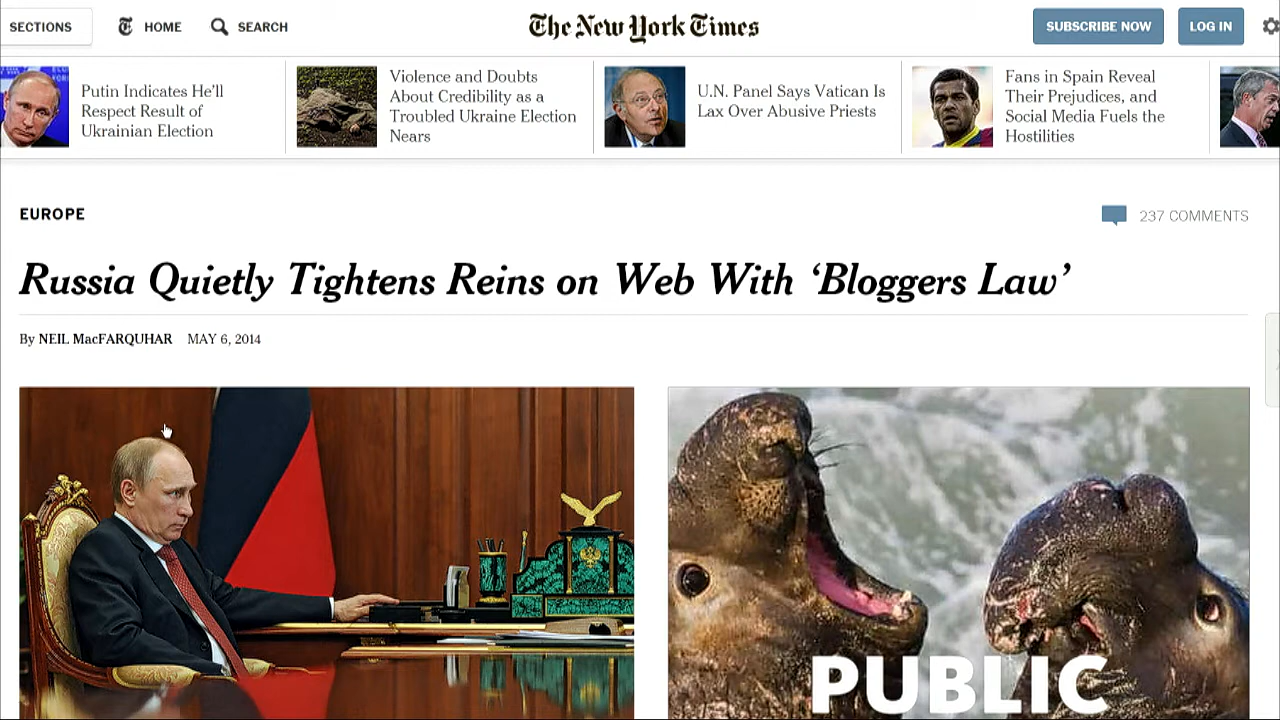 SECTIONS
HOME
SEARCH
The New York Times
SUBSCRIBE NOW
LOG IN
Putin Indicates He'll
Respect Result of
Ukrainian Election
Violence and Doubts
About Credibility as a
Troubled Ukraine Election
Nears
U.N. Panel Says Vatican Is
Lax Over Abusive Priests
Fans in Spain Reveal
Their Prejudices, and
Social Media Fuels the
Hostilities
EUROPE
237 COMMENTS
Russia Quietly Tightens Reins on Web With ‘Bloggers Law’
By NEIL MacFARQUHAR MAY 6, 2014
PUBLIC